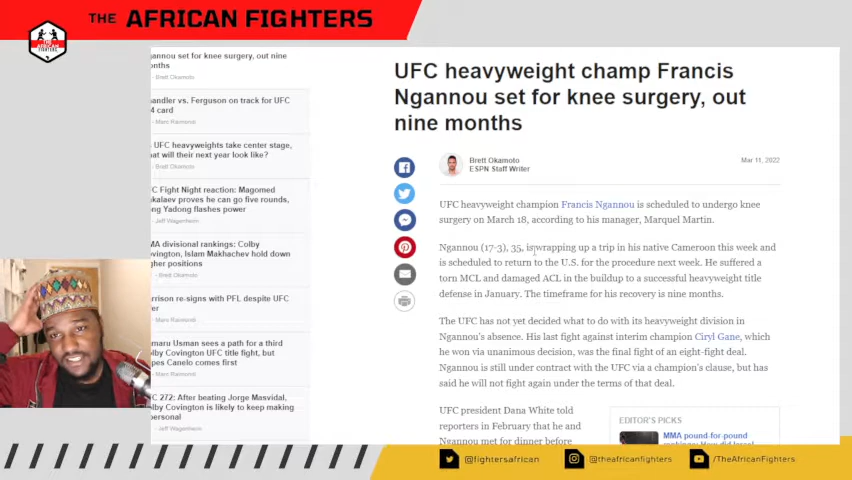 THE AFRICAN FIGHTERS
gannou set for knee surgery, out nine
onths
- Brett Okamoto
andler vs. Ferguson on track for UFC
4 card
- Marc Raimondi
UFC heavyweights take center stage,
at will their next year look like?
- Brett Okamoto
C Fight Night reaction: Magomed
kalaev proves he can go five rounds,
ng Yadong flashes power
- Jeff Wagenheim
MA divisional rankings: Colby
ovington, Islam Makhachev hold down
gher positions
- Brett Okamoto
arrison re-signs with PFL despite UFC
er
- Marc Raimondi
maru Usman sees a path for a third
olby Covington UFC title fight, but
pes Canelo comes first
- Marc Raimondi
C 272: After beating Jorge Masvidal,
olby Covington is likely to keep making
personal
- Jeff Wagenheim
UFC heavyweight champ Francis
Ngannou set for knee surgery, out
nine months
Brett Okamoto
ESPN Staff Writer
Mar 11, 2022
UFC heavyweight champion Francis Ngannou is scheduled to undergo knee
surgery on March 18, according to his manager, Marquel Martin.
Ngannou (17-3), 35, is wrapping up a trip in his native Cameroon this week and
is scheduled to return to the U.S. for the procedure next week. He suffered a
torn MCL and damaged ACL in the buildup to a successful heavyweight title
defense in January. The timeframe for his recovery is nine months.
The UFC has not yet decided what to do with its heavyweight division in
Ngannou's absence. His last fight against interim champion Ciryl Gane, which
he won via unanimous decision, was the final fight of an eight-fight deal.
Ngannou is still under contract with the UFC via a champion's clause, but has
said he will not fight again under the terms of that deal.
UFC president Dana White told
reporters in February that he and
Ngannou met for dinner before
EDITOR'S PICKS
MMA pound-for-pound
@fightersafrican
@theafricanfighters
/TheAfricanFighters